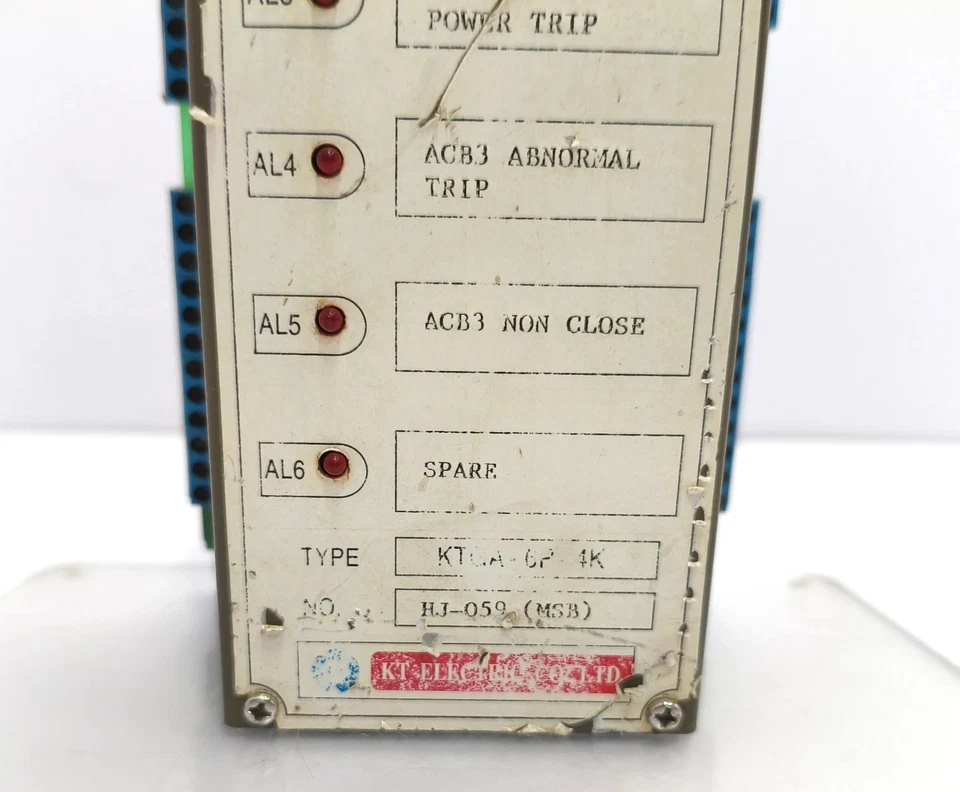 POWER TRIP
AL4
ACB3 ABNORMAL
TRIP
AL5
ACB3 NON CLOSE
AL6
SPARE
TYPE
4K
NO.
HJ-059 (MSB)
KT ELECTRIC CO. LTD